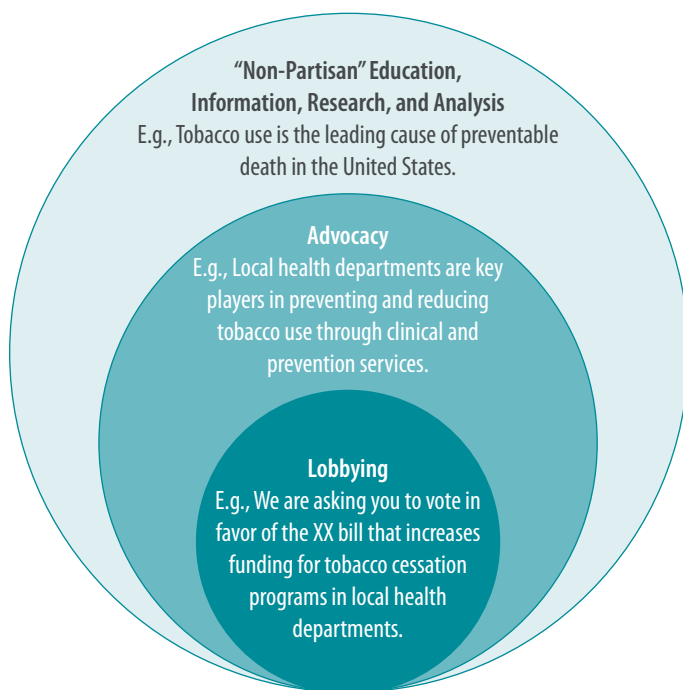 “Non-Partisan” Education,
Information, Research, and Analysis
E.g., Tobacco use is the leading cause of preventable
death in the United States.
Advocacy
E.g., Local health departments are key
players in preventing and reducing
tobacco use through clinical and
prevention services.
Lobbying
E.g., We are asking you to vote in
favor of the XX bill that increases
funding for tobacco cessation
programs in local health
departments.